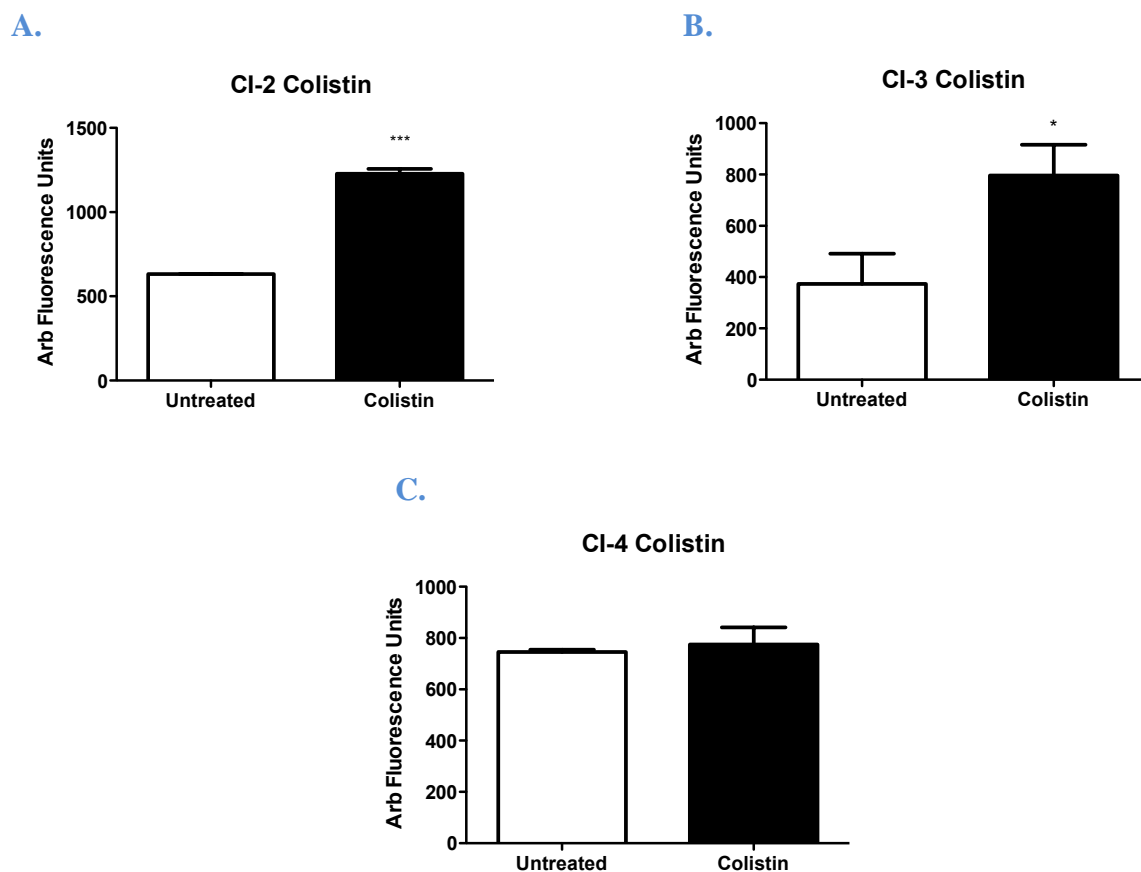 A.
CI-2 Colistin
Arb Fluorescence Units
1500
1000
500
0
***
Untreated
Colistin
B.
CI-3 Colistin
Arb Fluorescence Units
1000
800
600
400
200
0
*
Untreated
Colistin
C.
CI-4 Colistin
Arb Fluorescence Units
1000
800
600
400
200
0
Untreated
Colistin